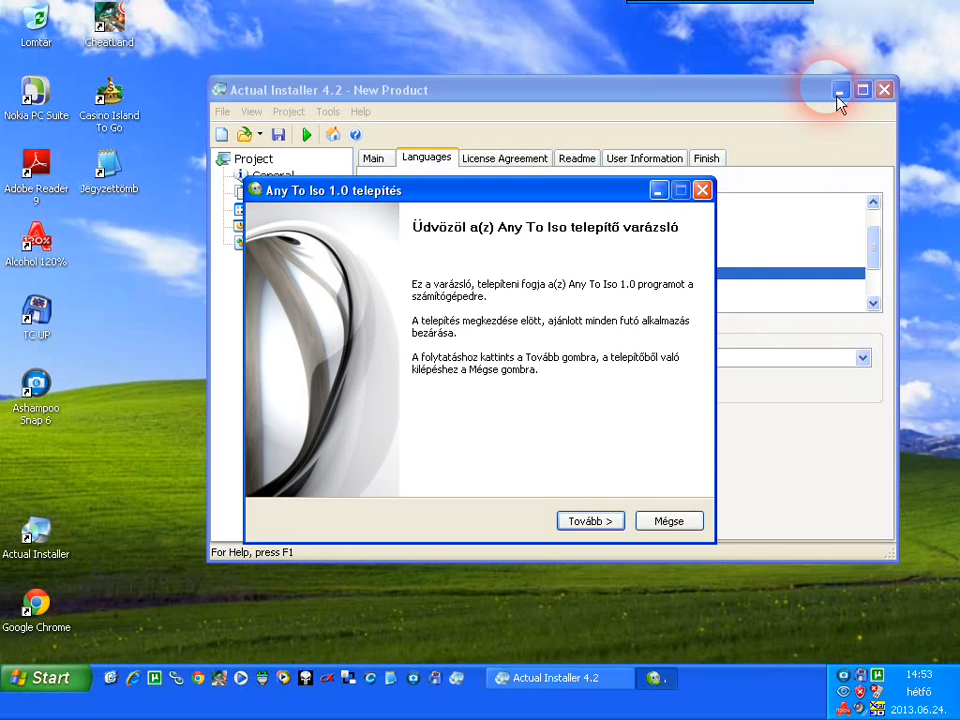 Lomtár
CheatLand
Nokia PC Suite
Casino Island
To Go
Adobe Reader
9
Jegyzettömb
Alcohol 120%
TC UP
Ashampoo
Snap 6
Actual Installer
Google Chrome
Actual Installer 4.2 - New Product
File View Project Tools Help
Project
General
Main Languages License Agreement Readme User Information Finish
Any To Iso 1.0 telepítés
Üdvözöl a(z) Any To Iso telepítő varázsló
Ez a varázsló, telepíteni fogja a(z) Any To Iso 1.0 programot a
számítógépedre.
A telepítés megkezdése elött, ajánlott minden futó alkalmazás
bezárása.
A folytatáshoz kattints a Tovább gombra, a telepítőből való
kilépéshez a Mégse gombra.
Tovább >
Mégse
For Help, press F1
Start
Actual Installer 4.2
.
14:53
hétfő
2013.06.24.